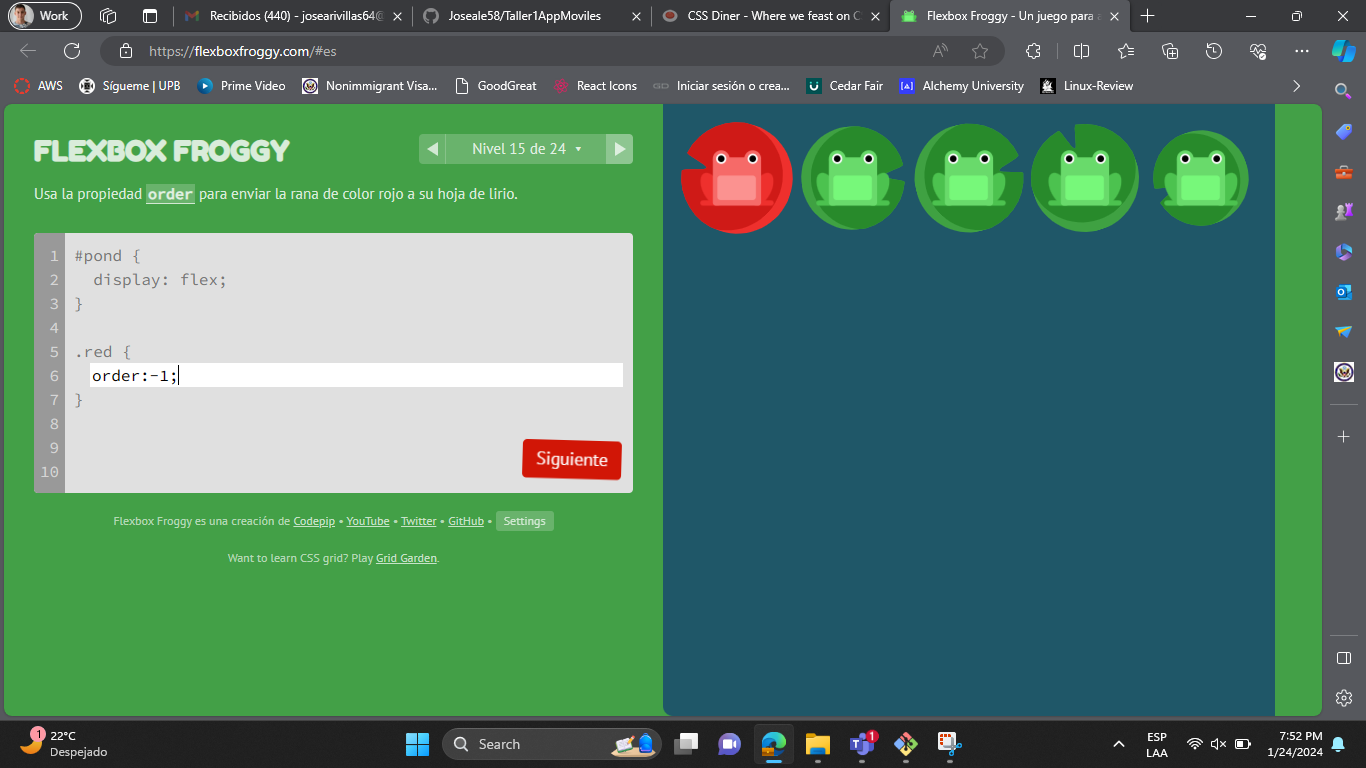 Work
Recibidos (440) - josearivillas64@
Joseale58/Taller1AppMoviles
CSS Diner - Where we feast on C
Flexbox Froggy - Un juego para a
https://flexboxfroggy.com/#es
AWS
Sígueme | UPB
Prime Video
Nonimmigrant Visa...
GoodGreat
React Icons
Iniciar sesión o crea...
Cedar Fair
Alchemy University
Linux-Review
FLEXBOX FROGGY
Nivel 15 de 24
Usa la propiedad order para enviar la rana de color rojo a su hoja de lirio.
1 #pond {
2 display: flex;
3 }
4
5 .red {
6 order:-1;
7 }
8
9
10
Siguiente
Flexbox Froggy es una creación de Codepip • YouTube • Twitter • GitHub • Settings
Want to learn CSS grid? Play Grid Garden.
1
22°C
Despejado
Search
1
ESP
LAA
7:52 PM
1/24/2024